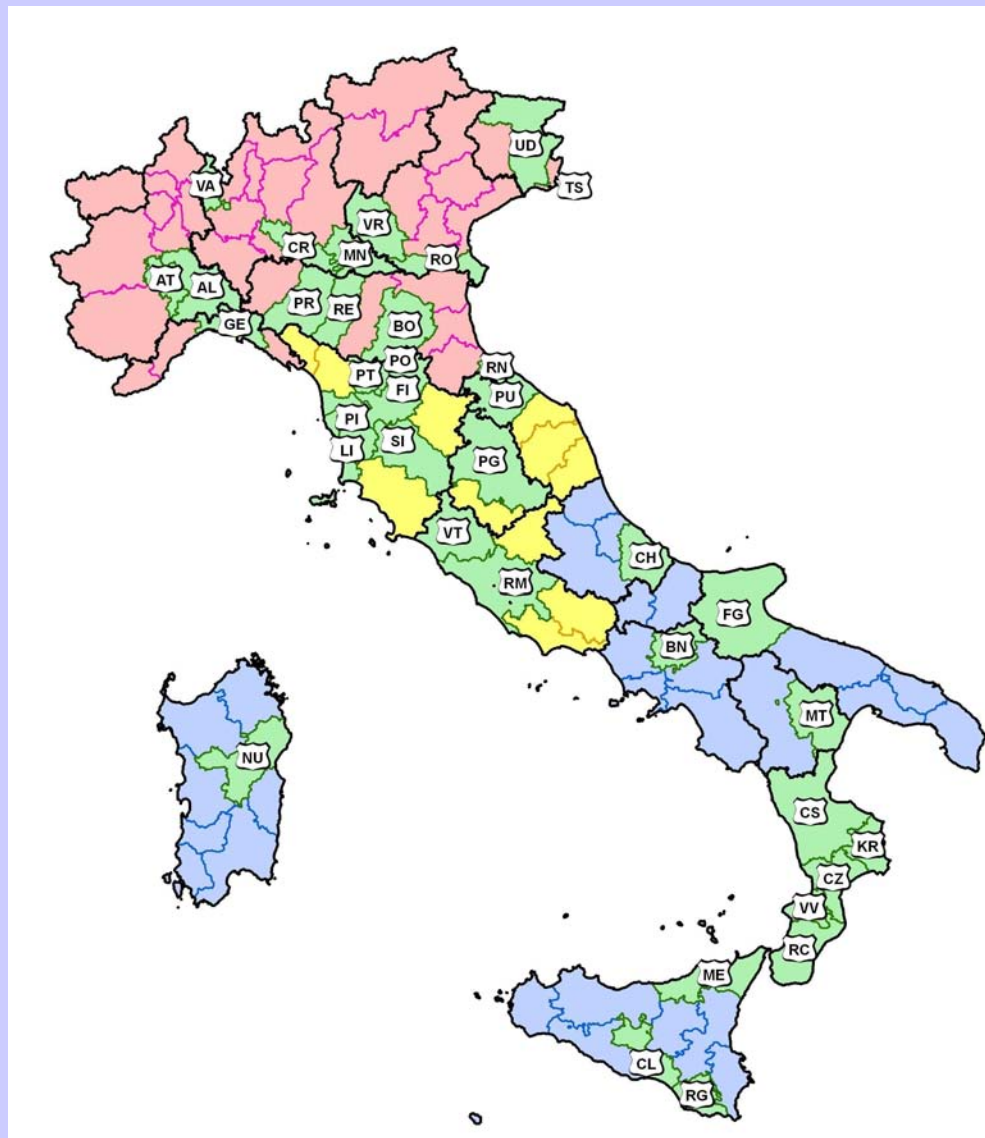 UD
VA
TS
VR
CR
MN
RO
AT
AL
PR
RE
GE
BO
PO
RN
PT
FI
PU
PI
SI
LI
PG
VT
CH
RM
FG
BN
MT
NU
CS
KR
CZ
VV
RC
ME
CL
RG